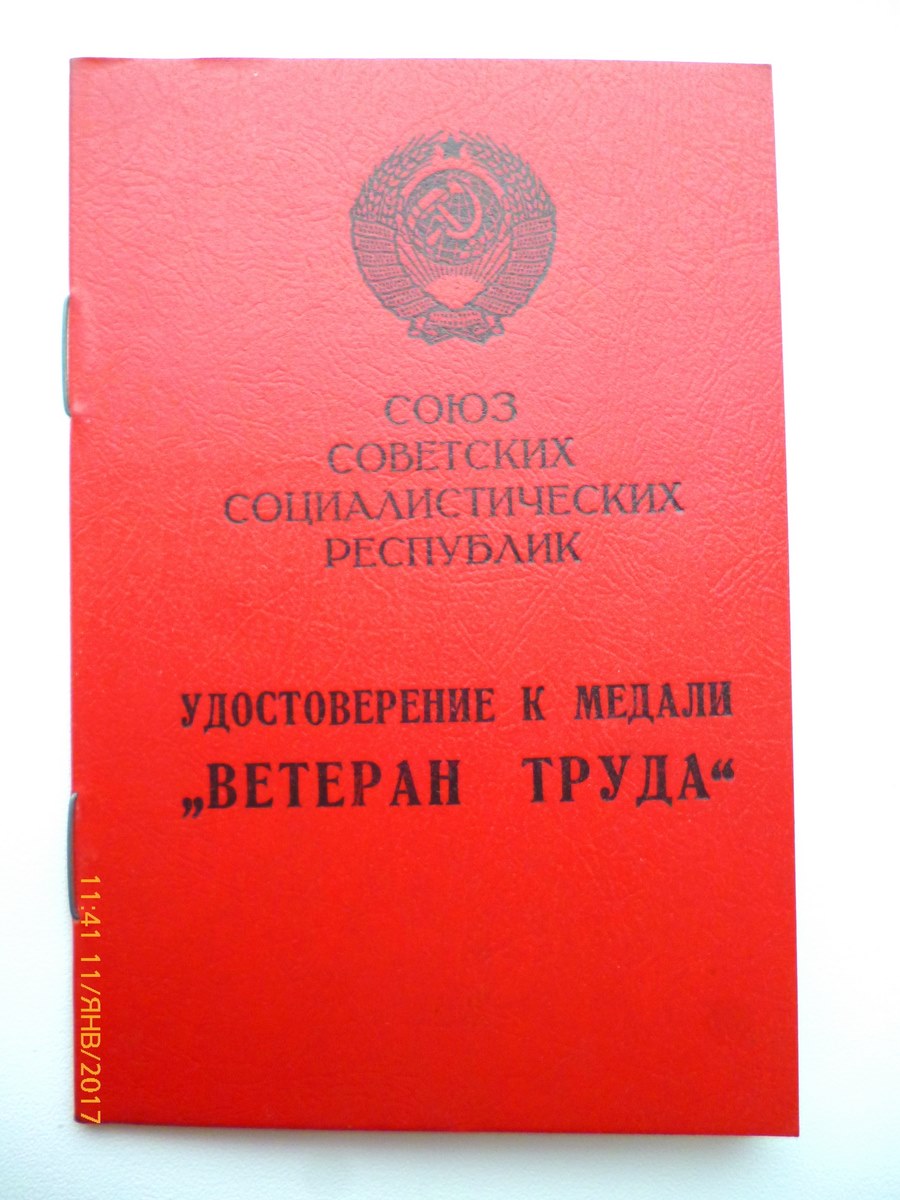 СОЮЗ
СОВЕТСКИХ
СОЦИАЛИСТИЧЕСКИХ
РЕСПУБЛИК
УДОСТОВЕРЕНИЕ К МЕДАЛИ
„ВЕТЕРАН ТРУДА“
11:41 11/ЯНВ/2017